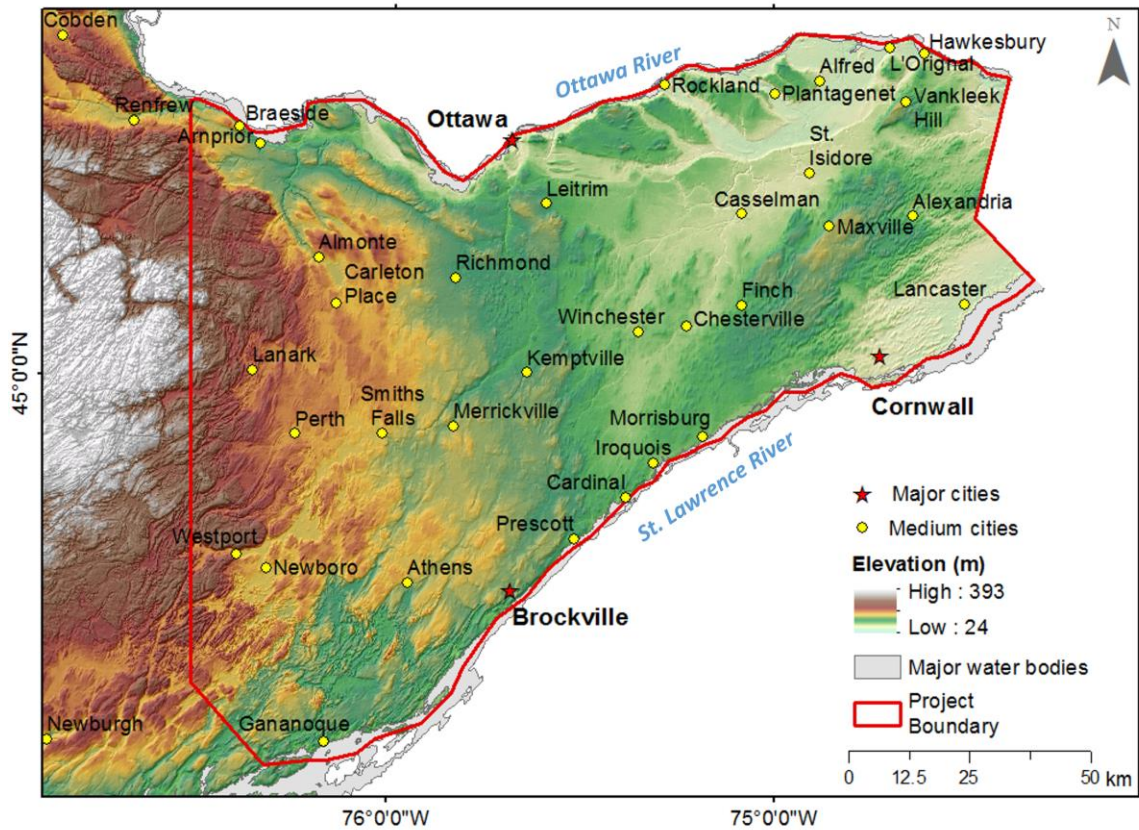 Cobden
N
Hawkesbury
Ottawa River
L'Orignal
Alfred
Rockland
Plantagenet
Vankleek
Hill
Renfrew
Braeside
Ottawa
Arnprior
St.
Isidore
Leitrim
Casselman
Alexandria
Maxville
Almonte
Richmond
Carleton
Place
Finch
Lancaster
Winchester
Chesterville
45°0'0"N
Lanark
Kemptville
Smiths
Falls
Cornwall
Perth
Merrickville
Morrisburg
Iroquois
St. Lawrence River
Cardinal
Major cities
Medium cities
Prescott
Westport
Newboro
Athens
Elevation (m)
High : 393
Low : 24
Brockville
Major water bodies
Project
Boundary
Newburgh
Gananoque
0 12.5 25 50 km
76°0'0"W
75°0'0"W